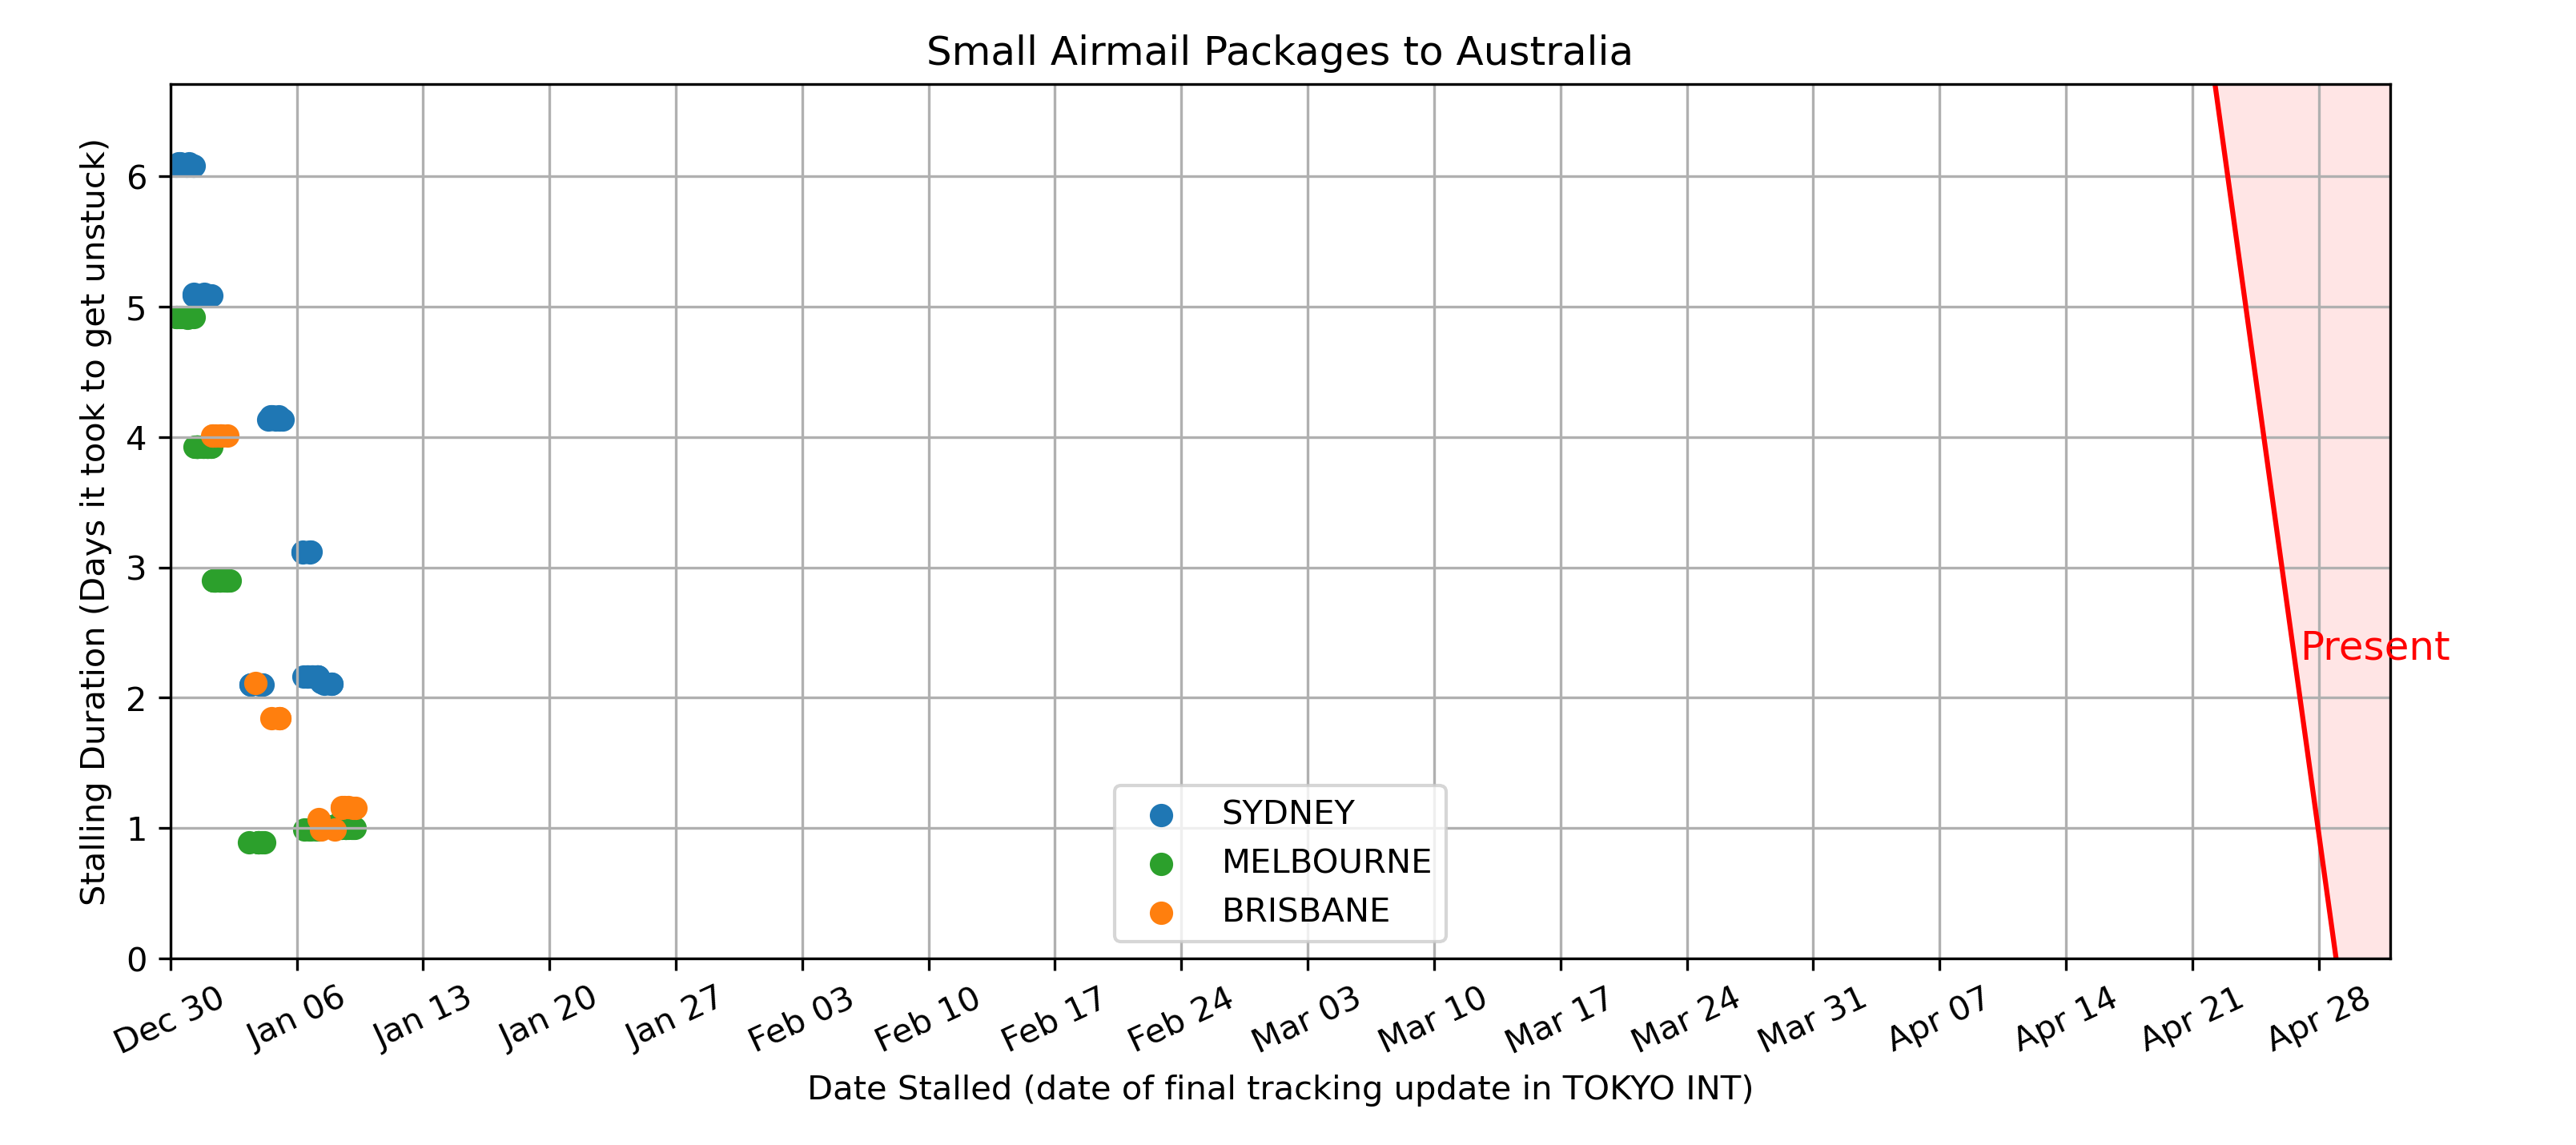 Small Airmail Packages to Australia
Stalling Duration (Days it took to get unstuck)
6
5
4
3
2
1
0
Present
SYDNEY
MELBOURNE
BRISBANE
Dec 30 Jan 06 Jan 13 Jan 20 Jan 27 Feb 03 Feb 10 Feb 17 Feb 24 Mar 03 Mar 10 Mar 17 Mar 24 Mar 31 Apr 07 Apr 14 Apr 21 Apr 28
Date Stalled (date of final tracking update in TOKYO INT)